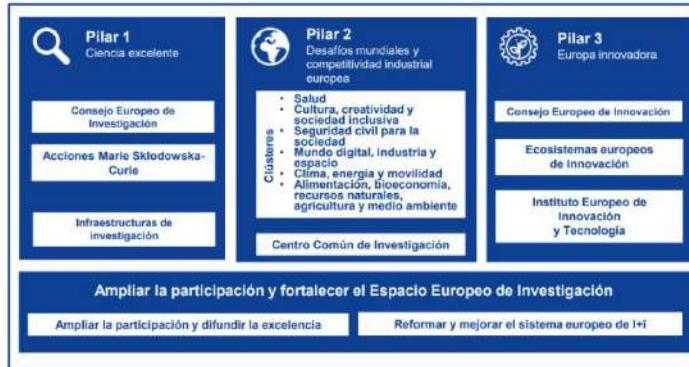 Pilar 1
Ciencia excelente
Consejo Europeo de
Investigación
Acciones Marie Skłodowska-
Curie
Infraestructuras de
investigación
Pilar 2
Desafíos mundiales y
competitividad industrial
europea
Clústeres
• Salud
• Cultura, creatividad y
sociedad inclusiva
• Seguridad civil para la
sociedad
• Mundo digital, industria y
espacio
• Clima, energía y movilidad
• Alimentación, bioeconomía,
recursos naturales,
agricultura y medio ambiente
Centro Común de Investigación
Pilar 3
Europa innovadora
Consejo Europeo de Innovación
Ecosistemas europeos
de innovación
Instituto Europeo de
Innovación
y Tecnología
Ampliar la participación y fortalecer el Espacio Europeo de Investigación
Ampliar la participación y difundir la excelencia
Reformar y mejorar el sistema europeo de I+i